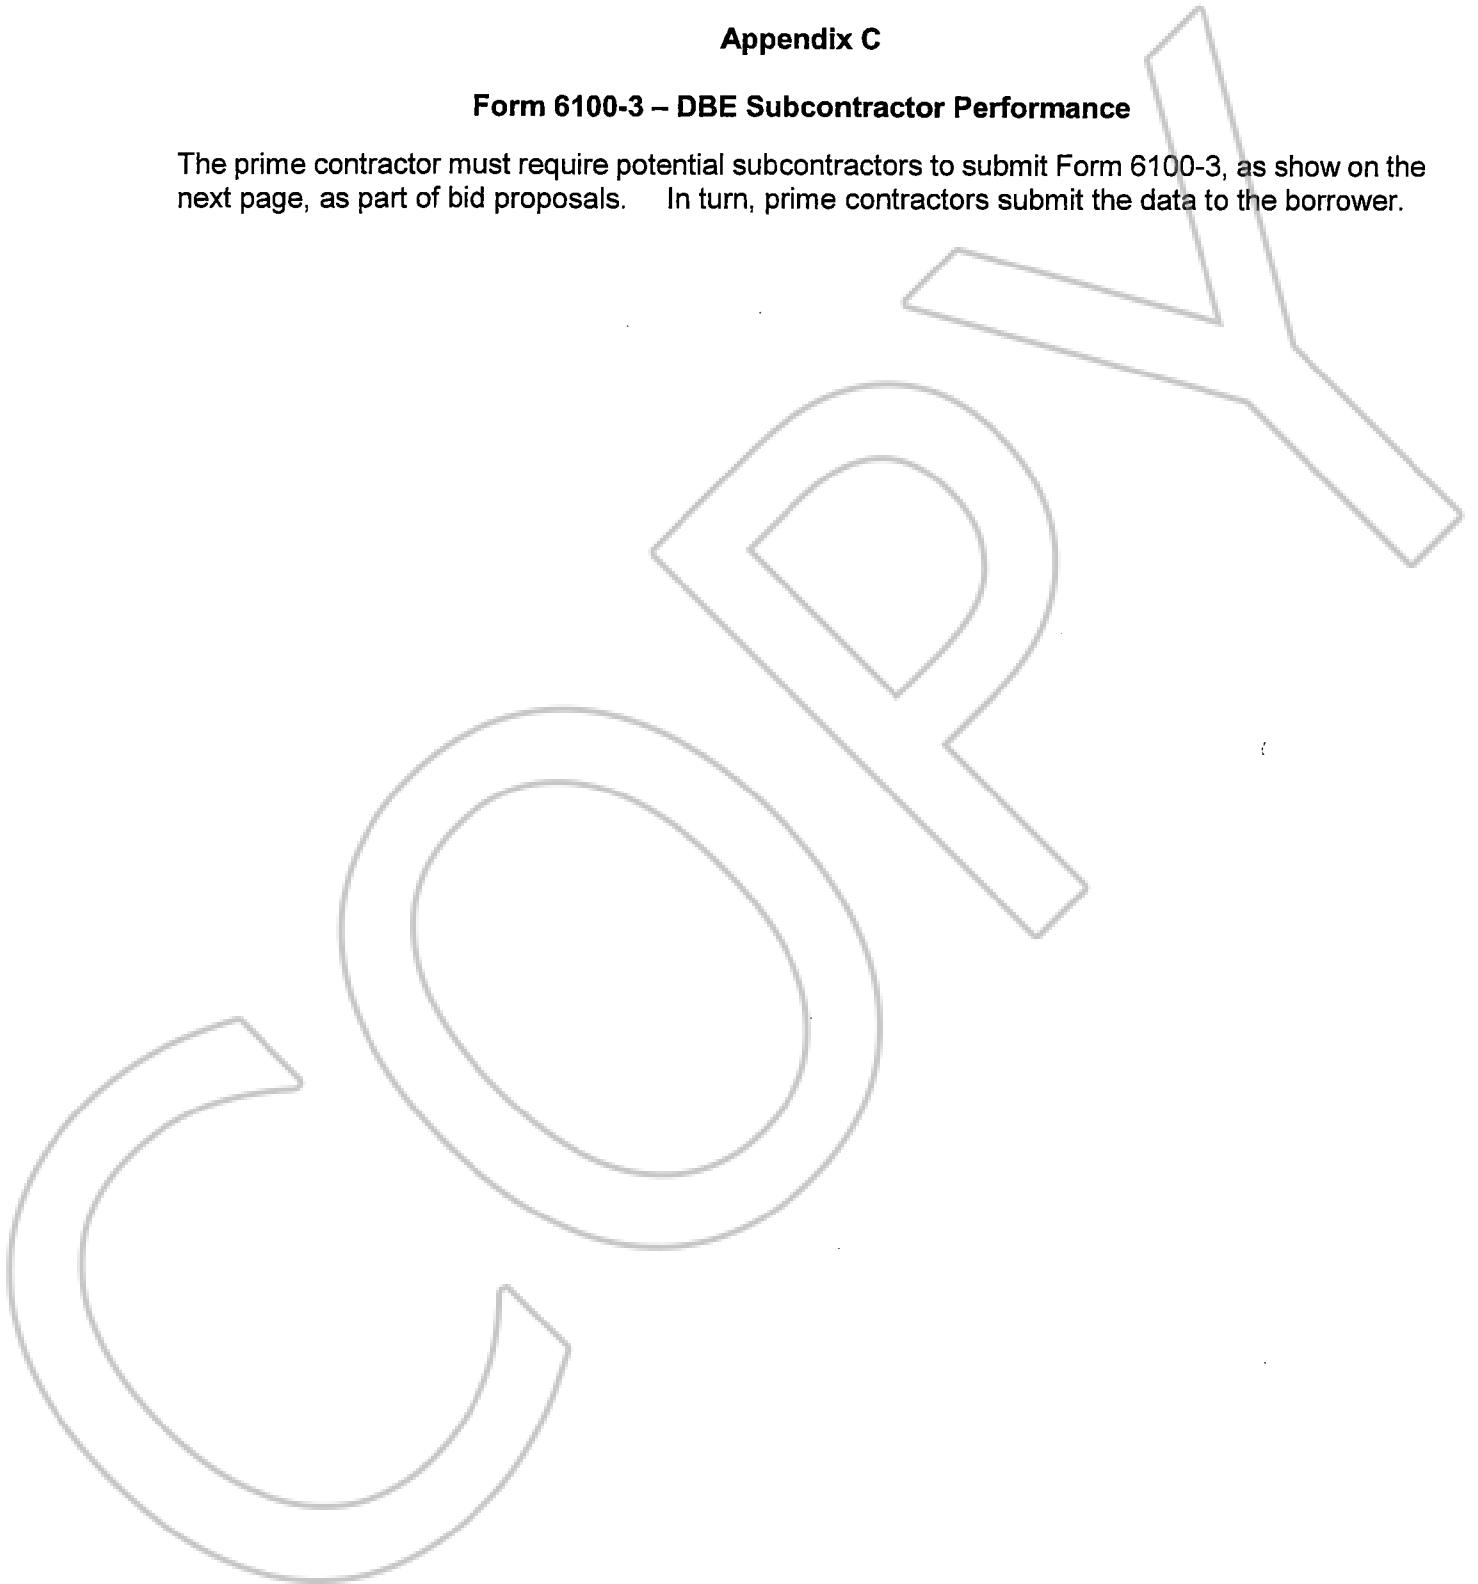 Appendix C
Form 6100-3 – DBE Subcontractor Performance
The prime contractor must require potential subcontractors to submit Form 6100-3, as show on the
next page, as part of bid proposals. In turn, prime contractors submit the data to the borrower.
COPY